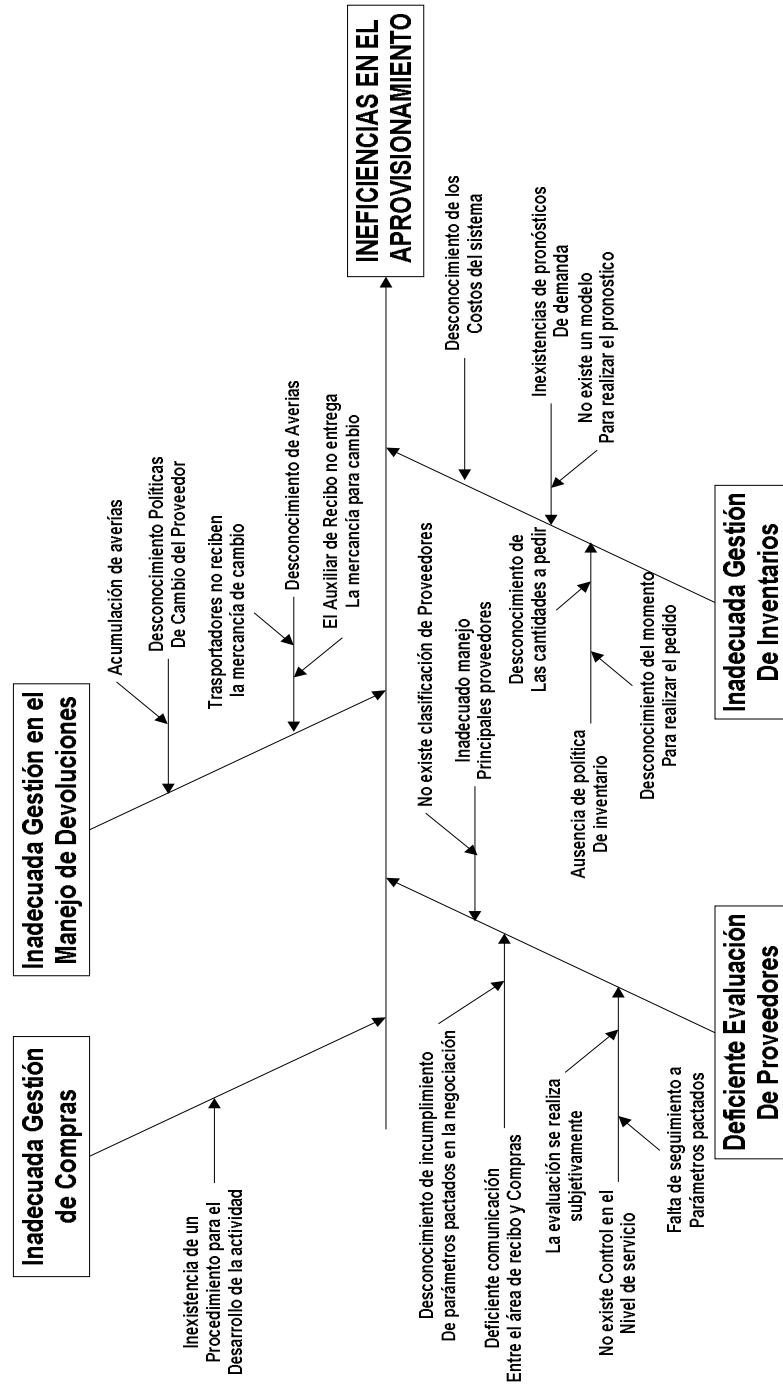 Inadecuada Gestión
de Compras
Inexistencia de un
Procedimiento para el
Desarrollo de la actividad
Inadecuada Gestión en el
Manejo de Devoluciones
Acumulación de averías
Desconocimiento Políticas
De Cambio del Proveedor
Trasportadores no reciben
la mercancía de cambio
Desconocimiento de Averías
El Auxiliar de Recibo no entrega
La mercancía para cambio
INEFICIENCIAS EN EL
APROVISIONAMIENTO
Desconocimiento de incumplimiento
De parámetros pactados en la negociación
Deficiente comunicación
Entre el área de recibo y Compras
La evaluación se realiza
subjetivamente
No existe Control en el
Nivel de servicio
Falta de seguimiento a
Parámetros pactados
No existe clasificación de Proveedores
Inadecuado manejo
Principales proveedores
Deficiente Evaluación
De Proveedores
Desconocimiento de
Las cantidades a pedir
Ausencia de política
De inventario
Desconocimiento del momento
Para realizar el pedido
Desconocimiento de los
Costos del sistema
Inexistencias de pronósticos
De demanda
No existe un modelo
Para realizar el pronostico
Inadecuada Gestión
De Inventarios